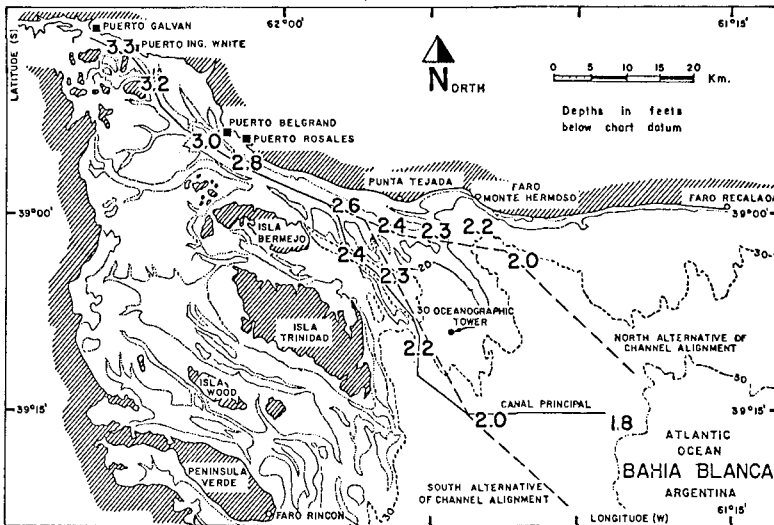 62°00'
61°15'
PUERTO GALVAN
PUERTO ING. WHITE
3.3
3.2
LATITUDE (S)
NORTH
0 5 10 15 20
Km.
Depths in feets
below chart datum
PUERTO BELGRAND
PUERTO ROSALES
3.0
2.8
PUNTA TEJADA
FARO
MONTE HERMOSO
FARO RECALAO
39°00'
39°00'
2.6
2.4
2.3
2.2
2.0
ISLA
BERMEJO
2.4
2.3
20
30
ISLA
TRINIDAD
30 OCEANOGRAPHIC
TOWER
2.2
NORTH ALTERNATIVE OF
CHANNEL ALIGNMENT
30
ISLA
WOOD
39°15'
CANAL PRINCIPAL
39°15'
2.0
1.8
ATLANTIC
OCEAN
BAHIA BLANCA
ARGENTINA
PENINSULA
VERDE
SOUTH ALTERNATIVE
OF CHANNEL ALIGNMENT
FARO RINCON
30
LONGITUDE (W)
61°15'